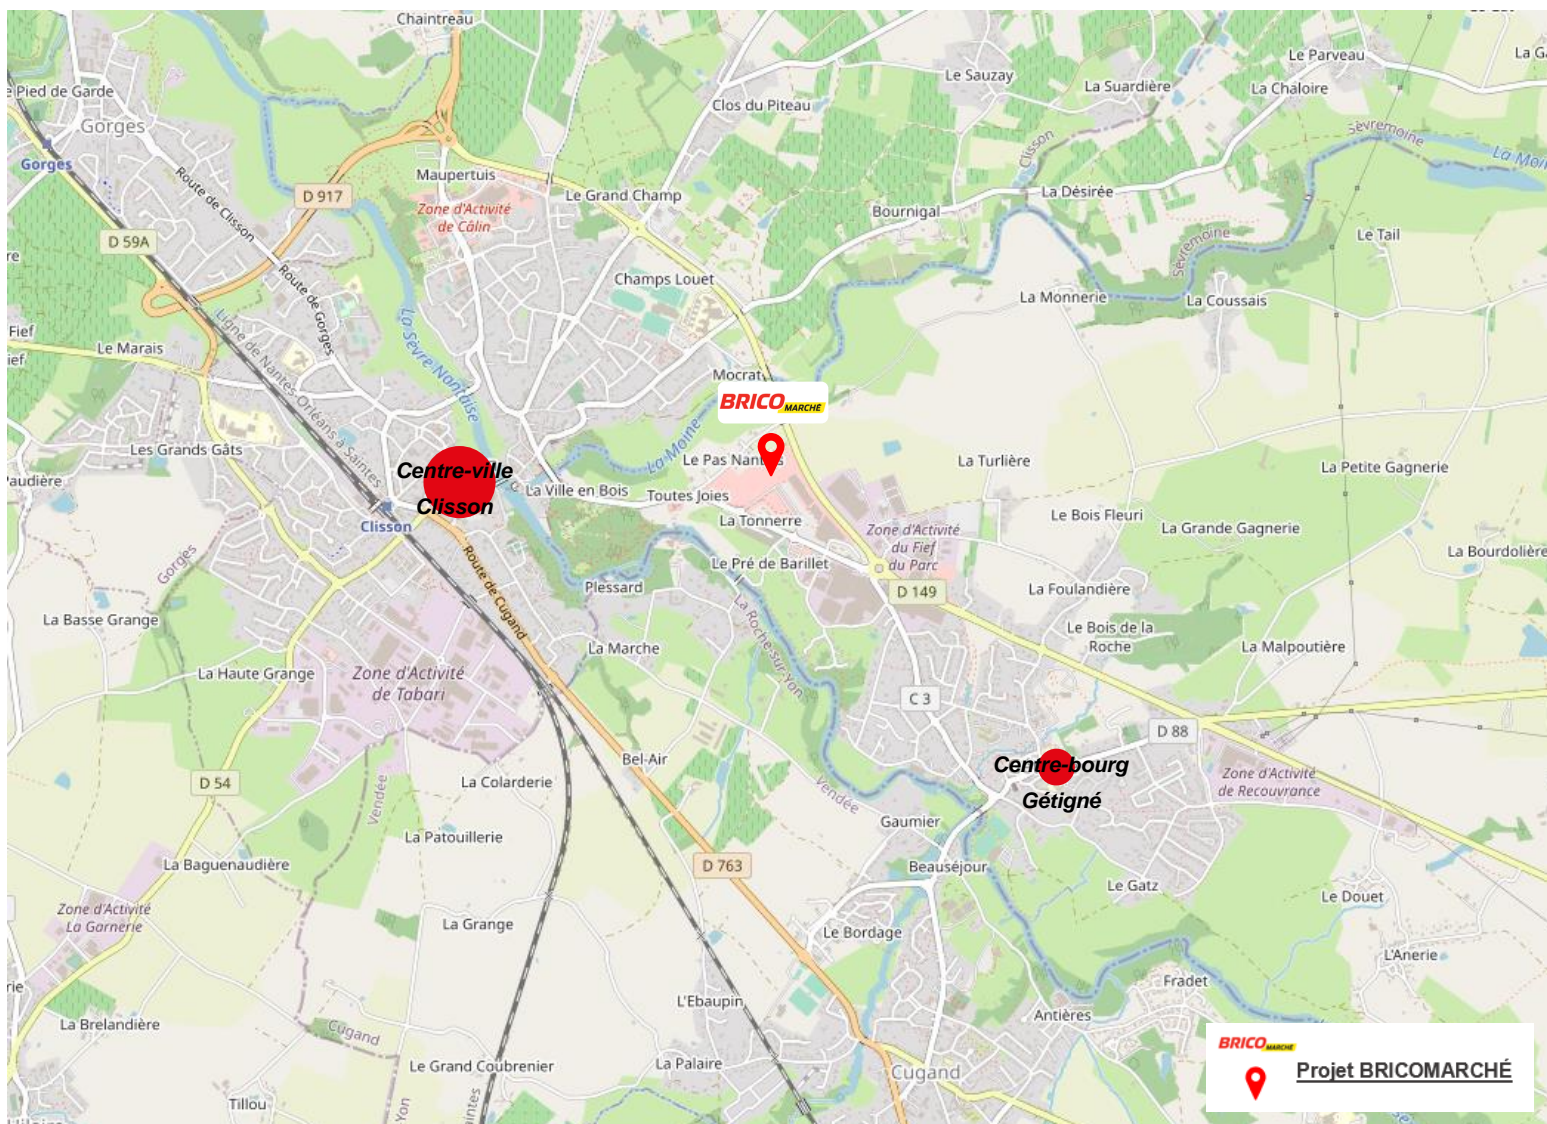 Chaintreau
Le Parveau
Le Sauzay
La Suardière
La Chaloire
Pied de Garde
Clos du Piteau
Gorges
Sèvremoine
Clisson
La Moine
Gorges
Route de Clisson
Maupertuis
Le Grand Champ
La Désirée
D 917
Zone d'Activité
de Câlin
Bournigal
D 59A
Le Tail
Sèvremoine
Route de Gorges
Champs Louet
La Monnerie
La Coussais
La Sèvre Nantaise
Ligne de Nantes-Orléans à Saintes
Fief
Le Marais
Mocrat
BRICO MARCHÉ
Les Grands Gâts
La Moine
Le Pas Nantes
La Turlière
La Petite Gagnerie
Centre-ville
Clisson
La Ville en Bois
Toutes Joies
Clisson
La Tonnerre
Zone d'Activité
du Fief
du Parc
Le Bois Fleuri
La Grande Gagnerie
La Bourdolière
Gorges
Route de Cugand
Plessard
Le Pré de Barillet
D 149
La Foulandière
La Basse Grange
La Roche-sur-Yon
Le Bois de la
Roche
La Malpoutière
La Marche
La Haute Grange
Zone d'Activité
de Tabari
C 3
D 88
Bel-Air
Centre-bourg
Gétigné
Zone d'Activité
de Recouvrance
D 54
Vendée
La Colarderie
Vendée
Gaumier
La Patouillerie
La Baguenaudière
D 763
Beauséjour
Le Gatz
Le Douet
Zone d'Activité
La Garnerie
La Grange
Le Bordage
L'Anerie
Fradet
L'Ebaupin
Antières
La Brelandière
Cugand
BRICO MARCHÉ
Projet BRICOMARCHÉ
Le Grand Coubrenier
La Palaire
Cugand
Tillou
Yon